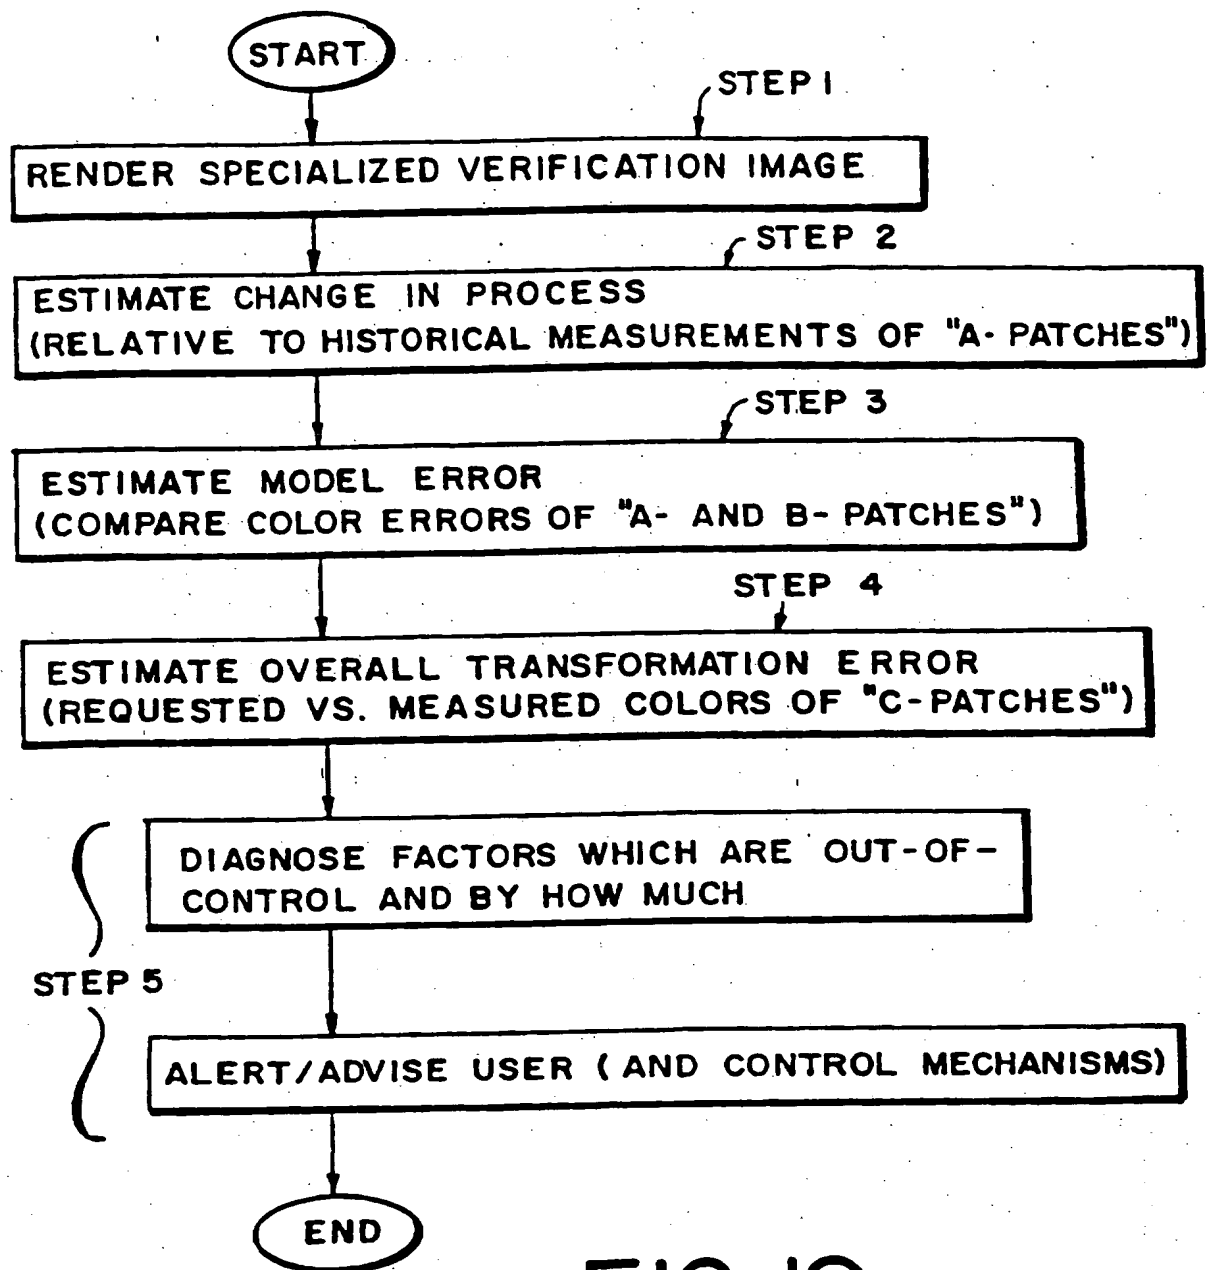 START
STEP 1
RENDER SPECIALIZED VERIFICATION IMAGE
STEP 2
ESTIMATE CHANGE IN PROCESS
(RELATIVE TO HISTORICAL MEASUREMENTS OF "A-PATCHES")
STEP 3
ESTIMATE MODEL ERROR
(COMPARE COLOR ERRORS OF "A- AND B-PATCHES")
STEP 4
ESTIMATE OVERALL TRANSFORMATION ERROR
(REQUESTED VS. MEASURED COLORS OF "C-PATCHES")
DIAGNOSE FACTORS WHICH ARE OUT-OF-
CONTROL AND BY HOW MUCH
STEP 5
ALERT/ADVISE USER (AND CONTROL MECHANISMS)
END